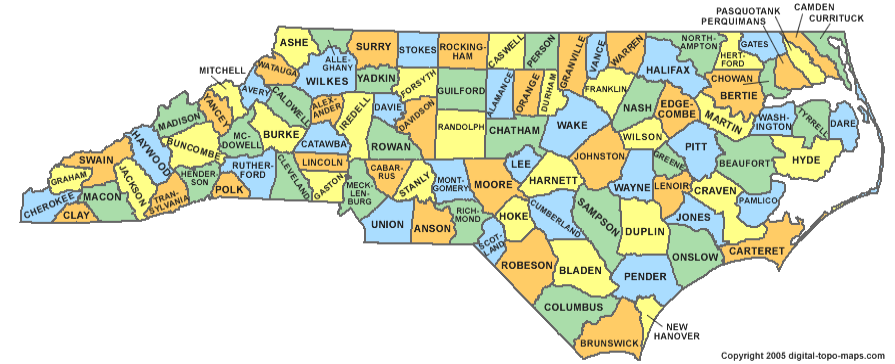 PASQUOTANK
PERQUIMANS
CAMDEN
CURRITUCK
ASHE
ALLE-
GHANY
SURRY
STOKES
ROCKING-
HAM
CASWELL
PERSON
GRANVILLE
VANCE
WARREN
NORTH-
AMPTON
HERT-
FORD
GATES
MITCHELL
WATAUGA
WILKES
YADKIN
FORSYTH
GUILFORD
ALAMANCE
ORANGE
DURHAM
FRANKLIN
HALIFAX
CHOWAN
BERTIE
AVERY
CALDWELL
ALEX-
ANDER
IREDELL
DAVIE
DAVIDSON
RANDOLPH
CHATHAM
WAKE
NASH
EDGE-
COMBE
MARTIN
WASH-
INGTON
TYRRELL
DARE
MADISON
YANCEY
MC-
DOWELL
BURKE
CATAWBA
ROWAN
WILSON
PITT
BEAUFORT
HYDE
HAYWOOD
BUNCOMBE
RUTHER-
FORD
CLEVELAND
LINCOLN
GASTON
CABAR-
RUS
STANLY
MONT-
GOMERY
MOORE
LEE
HARNETT
JOHNSTON
WAYNE
GREENE
LENOIR
CRAVEN
PAMLICO
SWAIN
GRAHAM
CHEROKEE
CLAY
MACON
JACKSON
TRAN-
SYLVANIA
HENDER-
SON
POLK
MECK-
LEN-
BURG
UNION
ANSON
RICH-
MOND
SCOT-
LAND
HOKE
CUMBERLAND
SAMPSON
DUPLIN
JONES
ONSLOW
CARTERET
ROBESON
BLADEN
PENDER
COLUMBUS
BRUNSWICK
NEW
HANOVER
Copyright 2005 digital-topo-maps.com